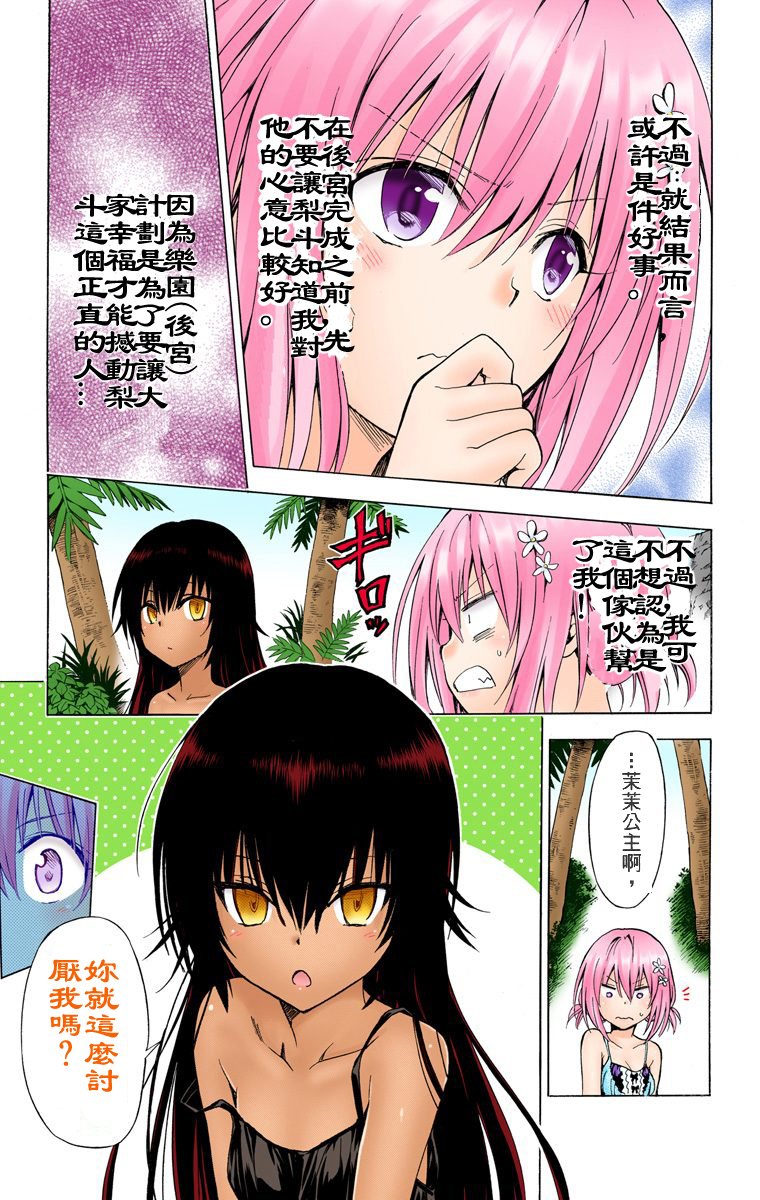 不過…就結果而言
或許是件好事。
在後宮完成之前，先
不要讓梨斗知道我對
他的心意比較好。
因為樂園（後宮）
計劃是為了要讓大
家幸福才能撼動梨
斗這個正直的人…
不過，我可
不想認為是
這個傢伙幫
了我！
ギロッ
…茉茉公主啊，
妳就這麼討
厭我嗎？